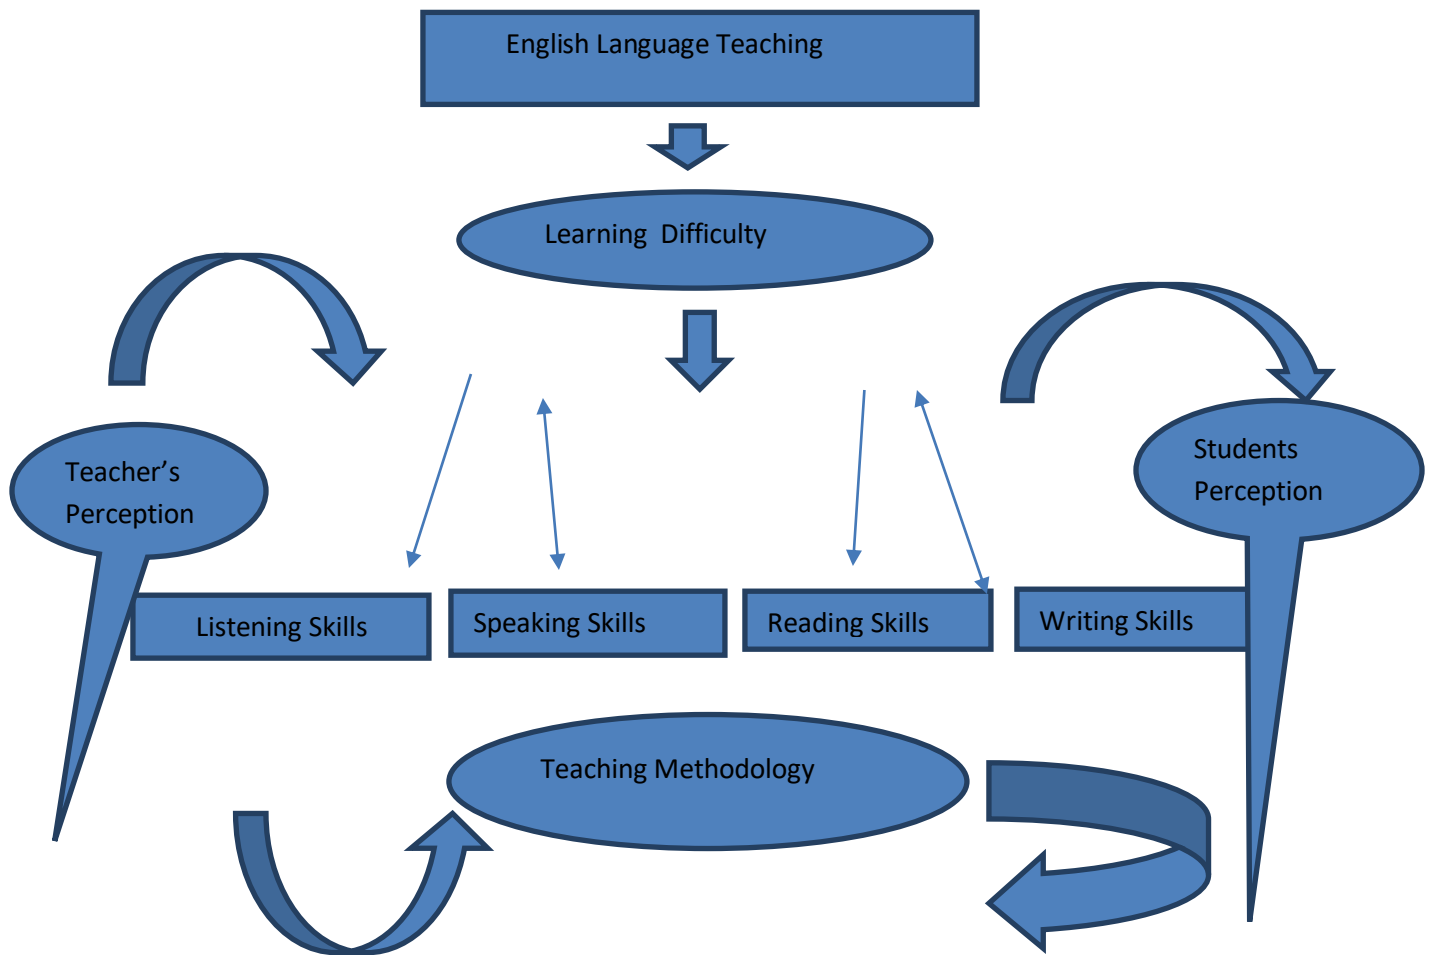 English Language Teaching
Learning  Difficulty
Teacher’s
Perception
Students
Perception
Listening Skills
Speaking Skills
Reading Skills
Writing Skills
Teaching Methodology